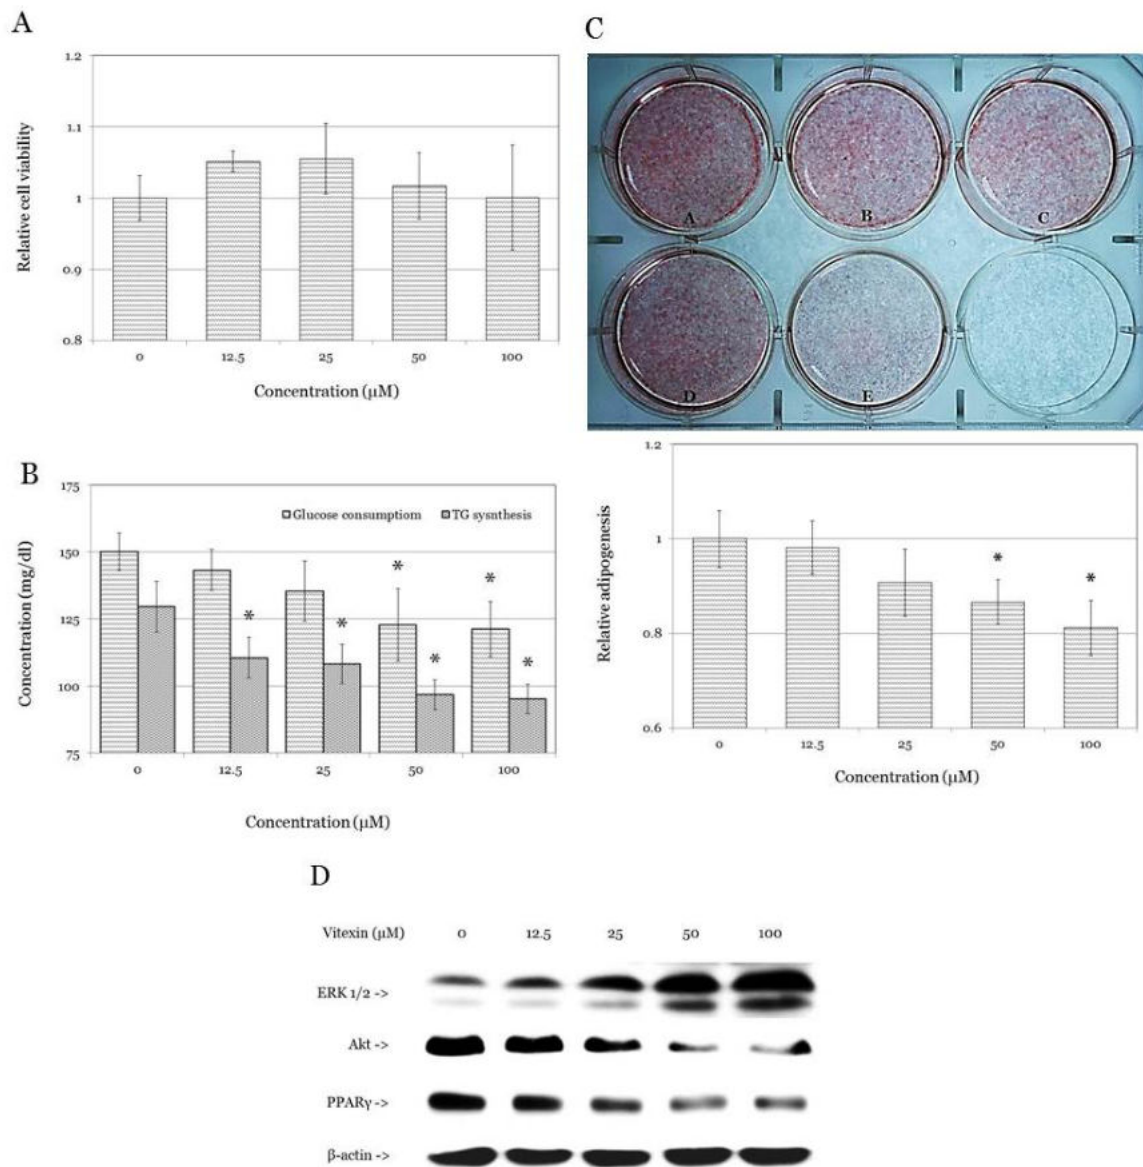 A
1.2
1.1
1
0.9
0.8
Relative cell viability
0 12.5 25 50 100
Concentration (µM)
B
175
150
125
100
75
Concentration (mg/dl)
Glucose consumptiom TG sysnthesis
*
*
*
*
*
*
0 12.5 25 50 100
Concentration (µM)
C
A B C
D E
1.2
1
0.8
0.6
Relative adipogenesis
*
*
0 12.5 25 50 100
Concentration (µM)
D
Vitexin (µM) 0 12.5 25 50 100
ERK 1/2 ->
Akt ->
PPARγ ->
β-actin ->